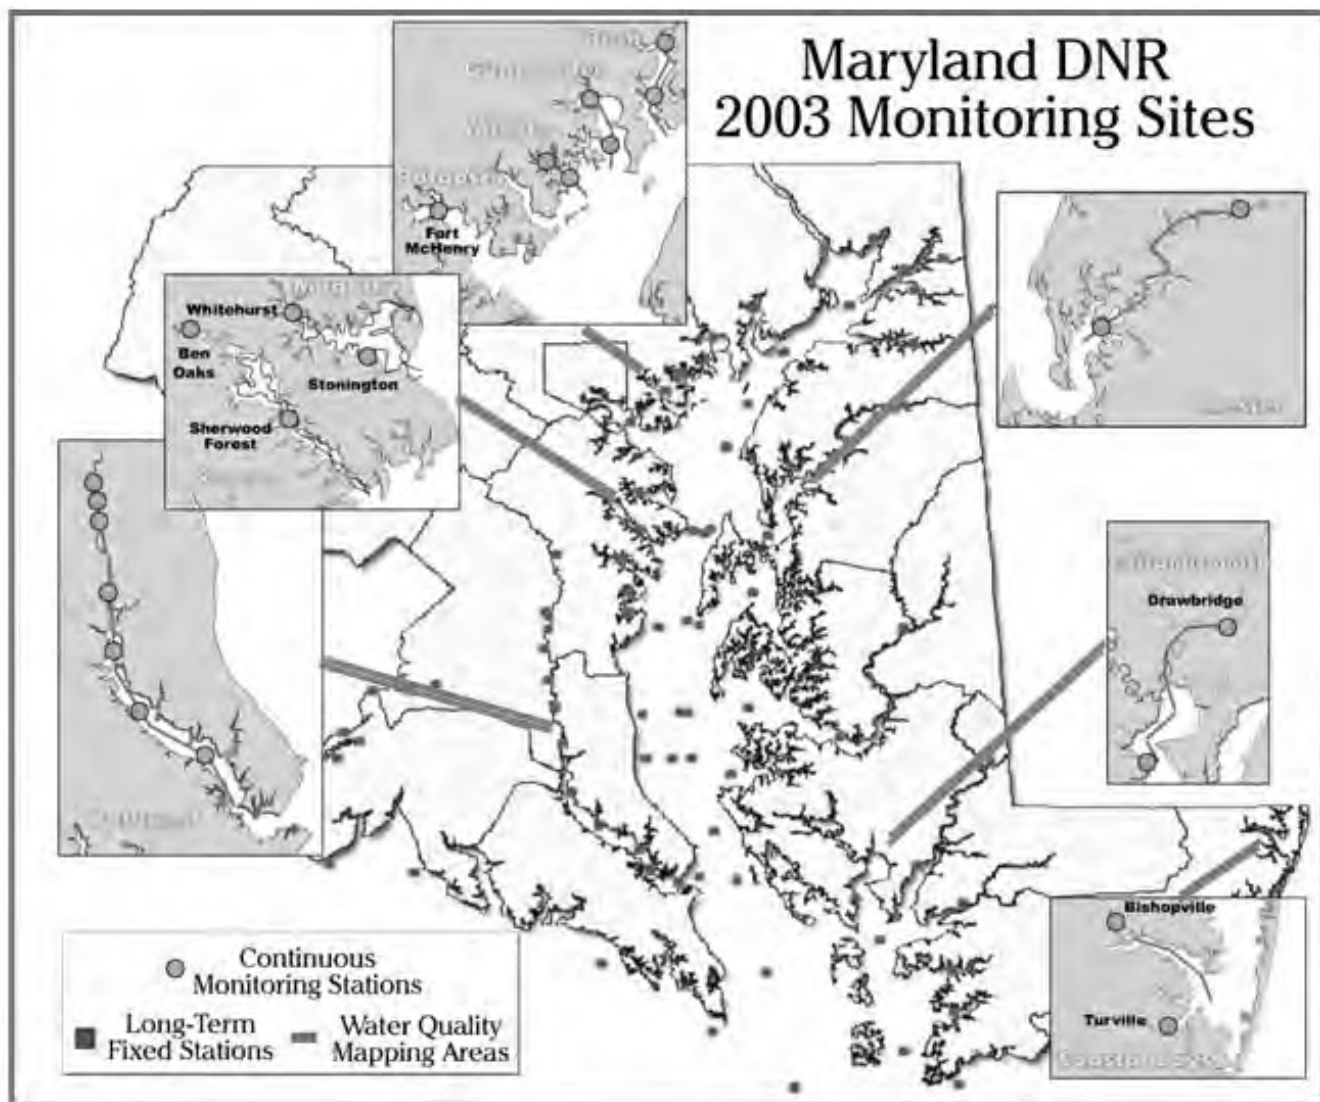 Maryland DNR
2003 Monitoring Sites
Fort
McHenry
Whitehurst
Ben
Oaks
Stonington
Sherwood
Forest
Drawbridge
Bishopville
Turville
Continuous
Monitoring Stations
Long-Term
Fixed Stations
Water Quality
Mapping Areas